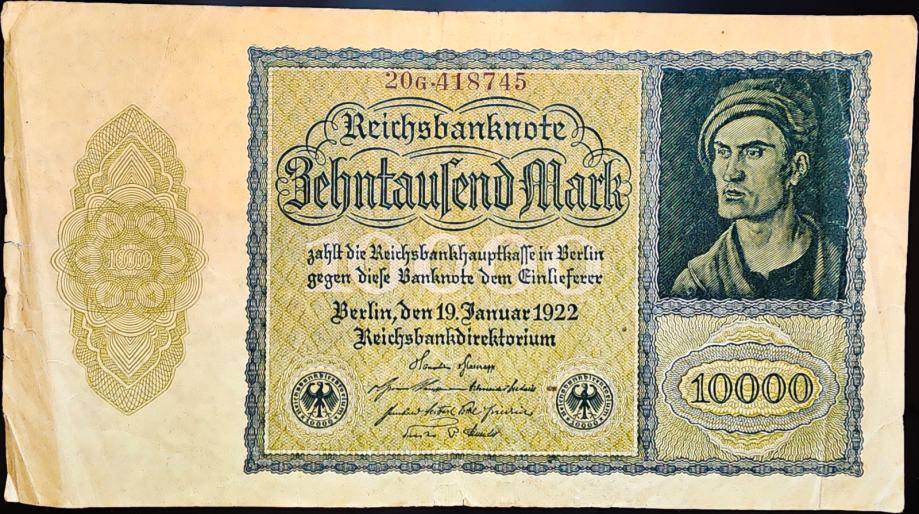 20G·418745
Reichsbanknote
Zehntausend Mark
zahlt die Reichsbankhauptkasse in Berlin
gegen diese Banknote dem Einlieferer
Berlin, den 19. Januar 1922
Reichsbankdirektorium
10000
10000